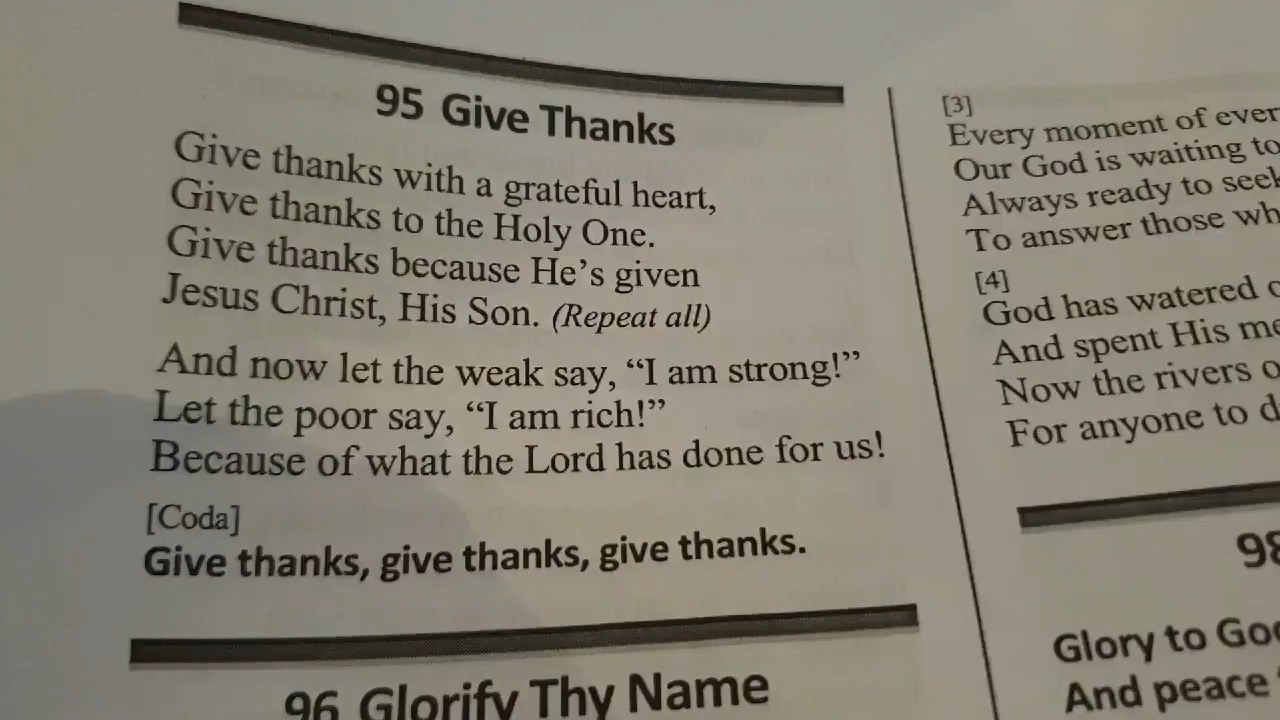 95 Give Thanks
Give thanks with a grateful heart,
Give thanks to the Holy One.
Give thanks because He’s given
Jesus Christ, His Son. (Repeat all)
And now let the weak say, “I am strong!”
Let the poor say, “I am rich!”
Because of what the Lord has done for us!
[Coda]
Give thanks, give thanks, give thanks.
96 Glorify Thy Name
[3]
Every moment of
Our God is waiting to
Always ready to
To answer those
[4]
God has watered
And spent His
Now the rivers
For anyone to
98
Glory to
And peace